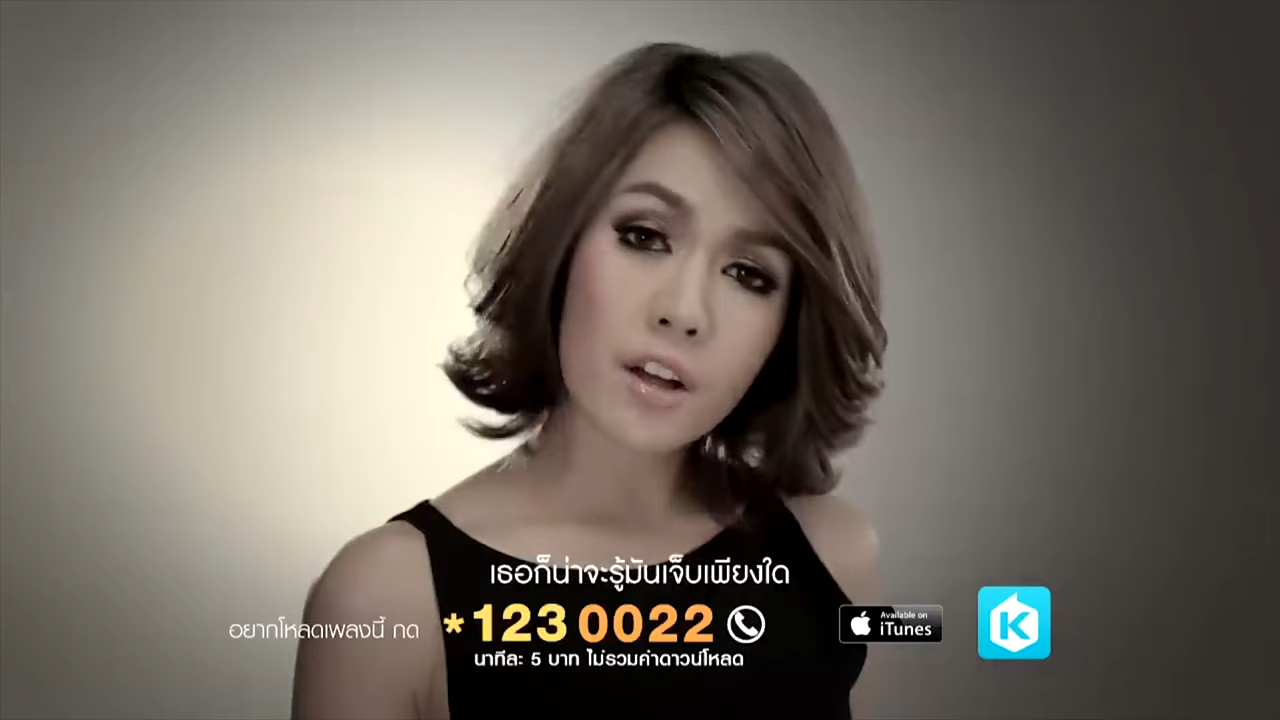 เธอก็น่าจะรู้มันเจ็บเพียงใด
อยากโหลดเพลงนี้ กด *1230022
Available on
iTunes
K
นาทีละ 5 บาท ไม่รวมค่าดาวน์โหลด